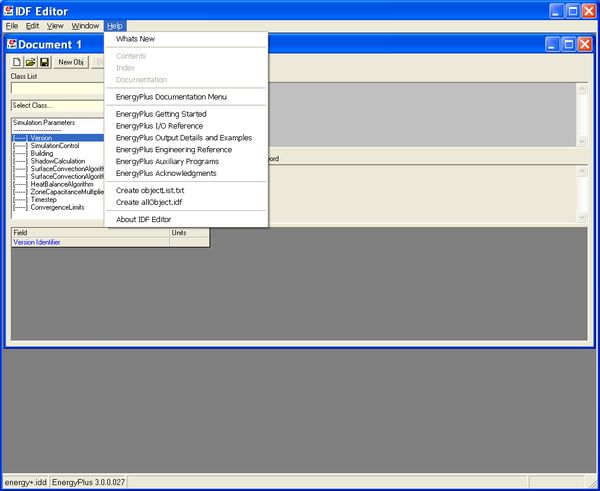 IDF Editor
File Edit View Window Help
Document 1
New Obj
Class List
Select Class...
Simulation Parameters
------------------------
[-----] Version
[-----] SimulationControl
[-----] Building
[-----] ShadowCalculation
[-----] SurfaceConvectionAlgorithm
[-----] SurfaceConvectionAlgorithm
[-----] HeatBalanceAlgorithm
[-----] ZoneCapacitanceMultiplie
[-----] Timestep
[-----] ConvergenceLimits
Whats New
Contents
Index
Documentation
EnergyPlus Documentation Menu
EnergyPlus Getting Started
EnergyPlus I/O Reference
EnergyPlus Output Details and Examples
EnergyPlus Engineering Reference
EnergyPlus Auxiliary Programs
EnergyPlus Acknowledgments
Create objectList.txt
Create allObject.idf
About IDF Editor
ord
Field Units
Version Identifier
energy+.idd EnergyPlus 3.0.0.027